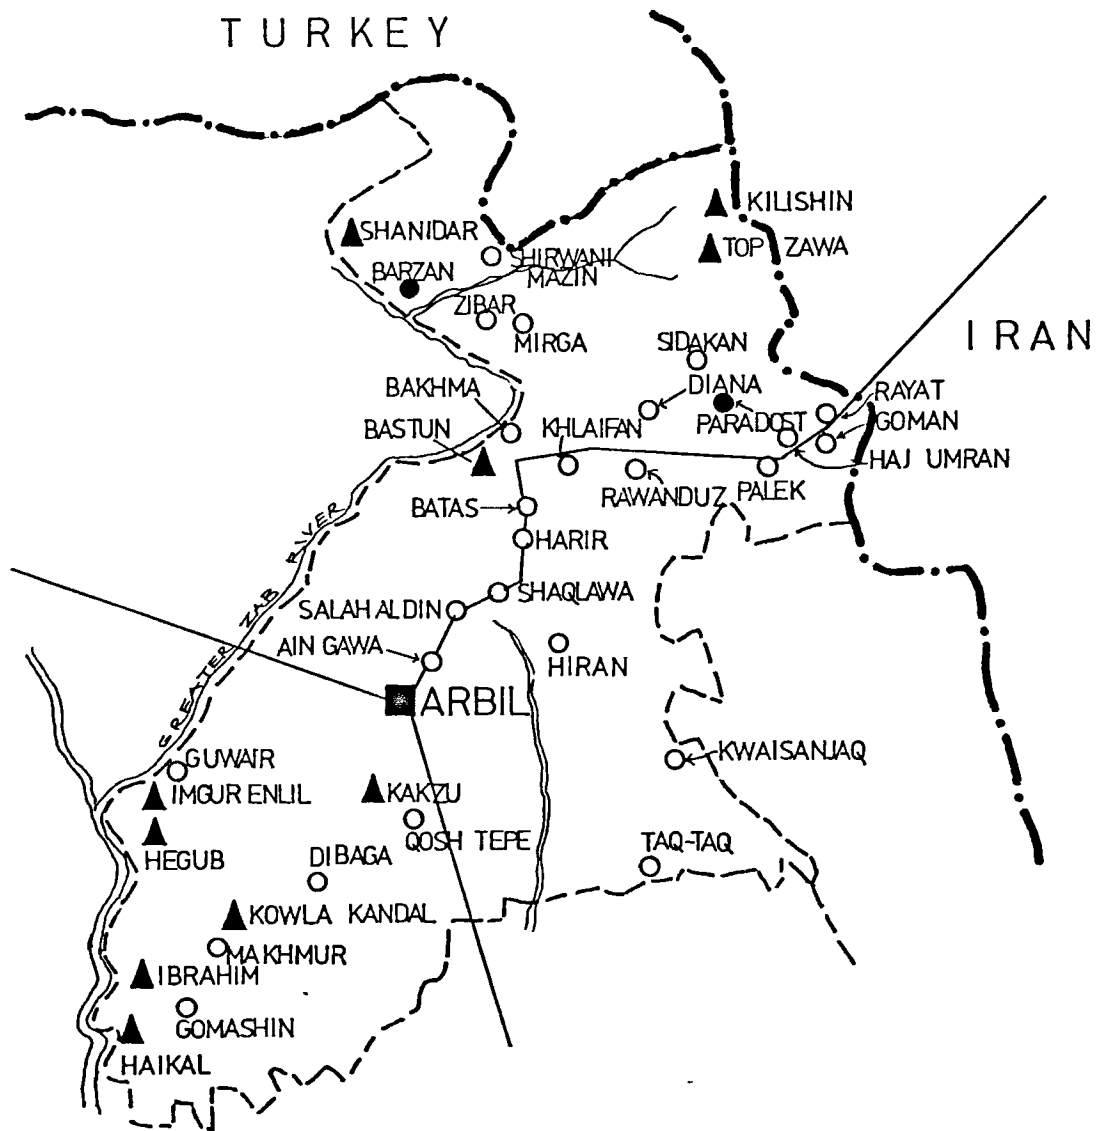 TURKEY
KILISHIN
SHANIDAR
TOP ZAWA
SHIRWANI
MAZIN
BARZAN
ZIBAR
MIRGA
IRAN
SIDAKAN
DIANA
BAKHMA
RAYAT
PARADOST
GOMAN
BASTUN
KHLAIFAN
HAJ UMRAN
RAWANDUZ
PALEK
BATAS
HARIR
GREATER ZAB RIVER
SHAQLAWA
SALAHALDIN
AIN GAWA
HIRAN
ARBIL
KWAISANJAQ
GUWAIR
IMGUR ENLIL
KAKZU
QOSH TEPE
HEGUB
DIBAGA
TAQ-TAQ
KOWLA KANDAL
MAKHMUR
IBRAHIM
GOMASHIN
HAIKAL